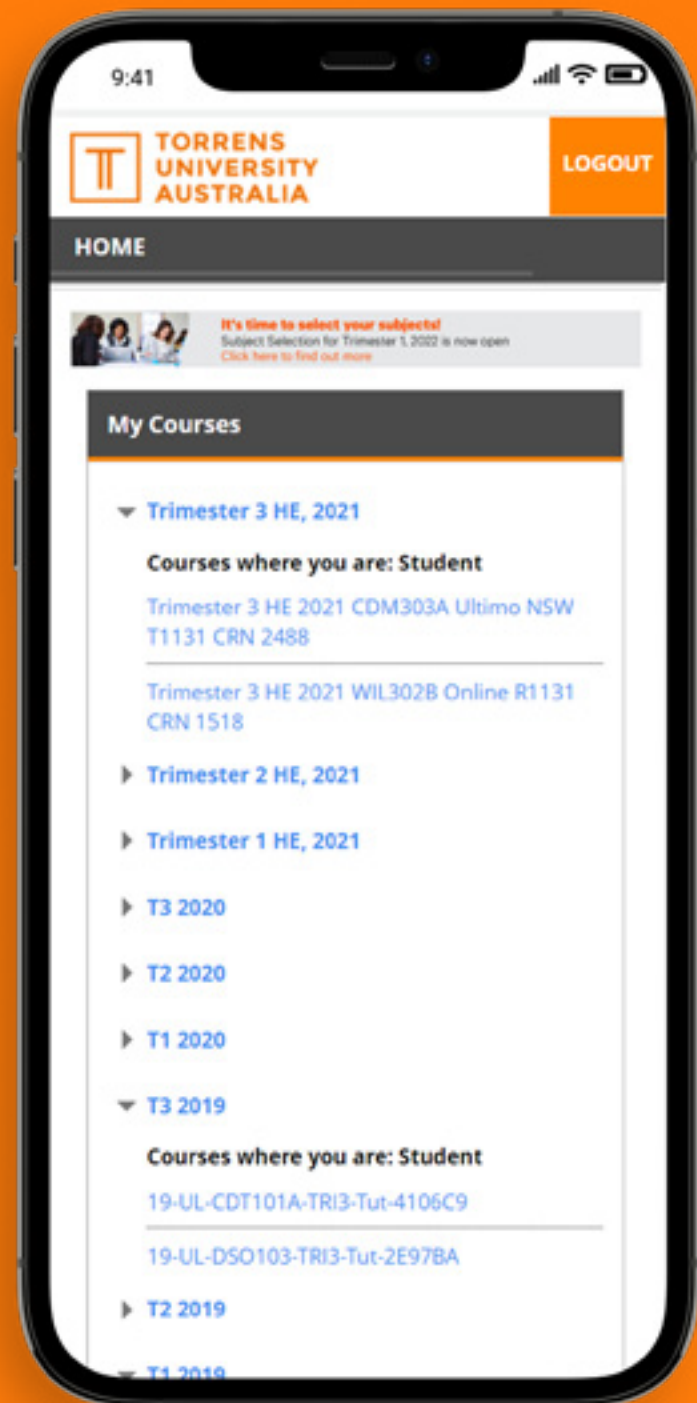 9:41
TORRENS
UNIVERSITY
AUSTRALIA
LOGOUT
HOME
It's time to select your subjects!
Subject Selection for Trimester 1, 2022 is now open
Click here to find out more
My Courses
Trimester 3 HE, 2021
Courses where you are: Student
Trimester 3 HE 2021 CDM303A Ultimo NSW
T1131 CRN 2488
Trimester 3 HE 2021 WIL302B Online R1131
CRN 1518
Trimester 2 HE, 2021
Trimester 1 HE, 2021
T3 2020
T2 2020
T1 2020
T3 2019
Courses where you are: Student
19-UL-CDT101A-TRI3-Tut-4106C9
19-UL-DSO103-TRI3-Tut-2E97BA
T2 2019
T1 2019